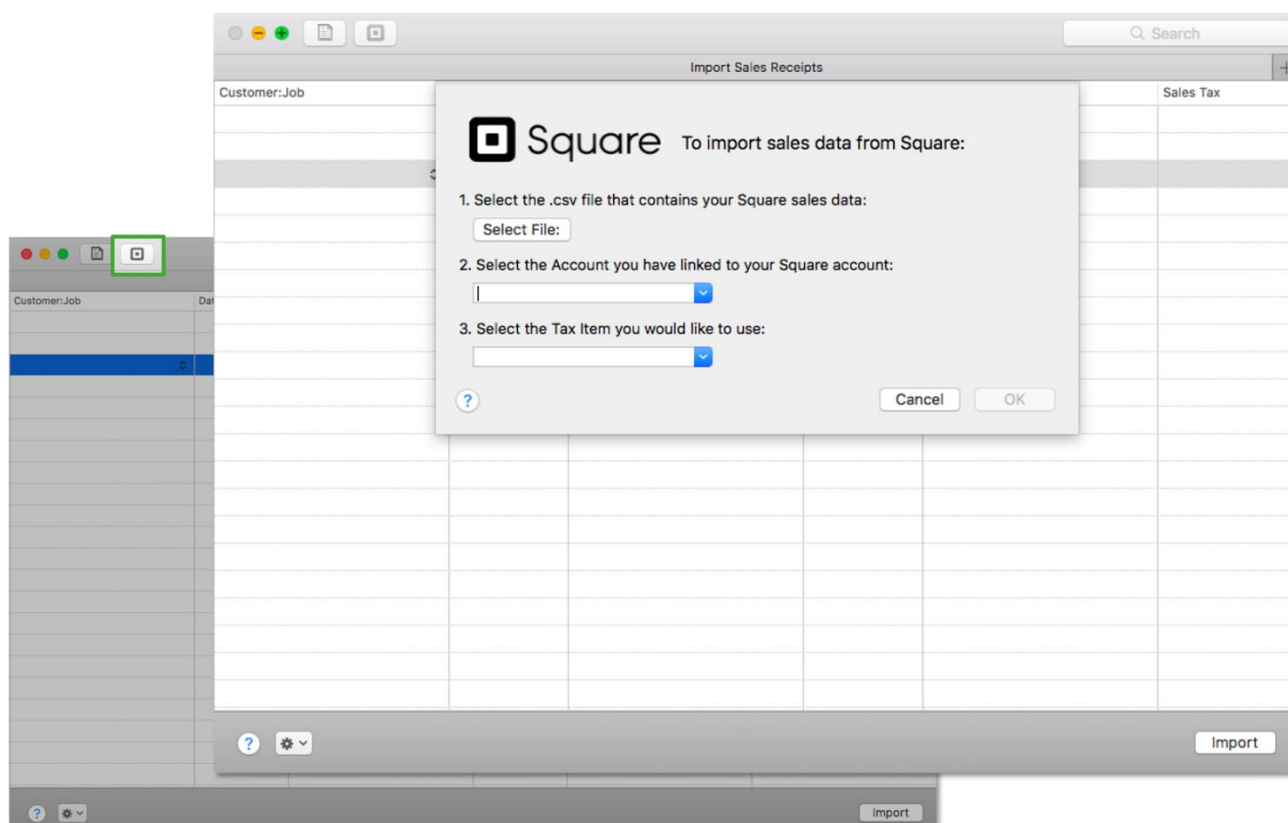 Search
Import Sales Receipts
Customer:Job
Sales Tax
Square To import sales data from Square:
1. Select the .csv file that contains your Square sales data:
Select File:
2. Select the Account you have linked to your Square account:
3. Select the Tax Item you would like to use:
? Cancel OK
Customer:Job Dat
? Import
? Import